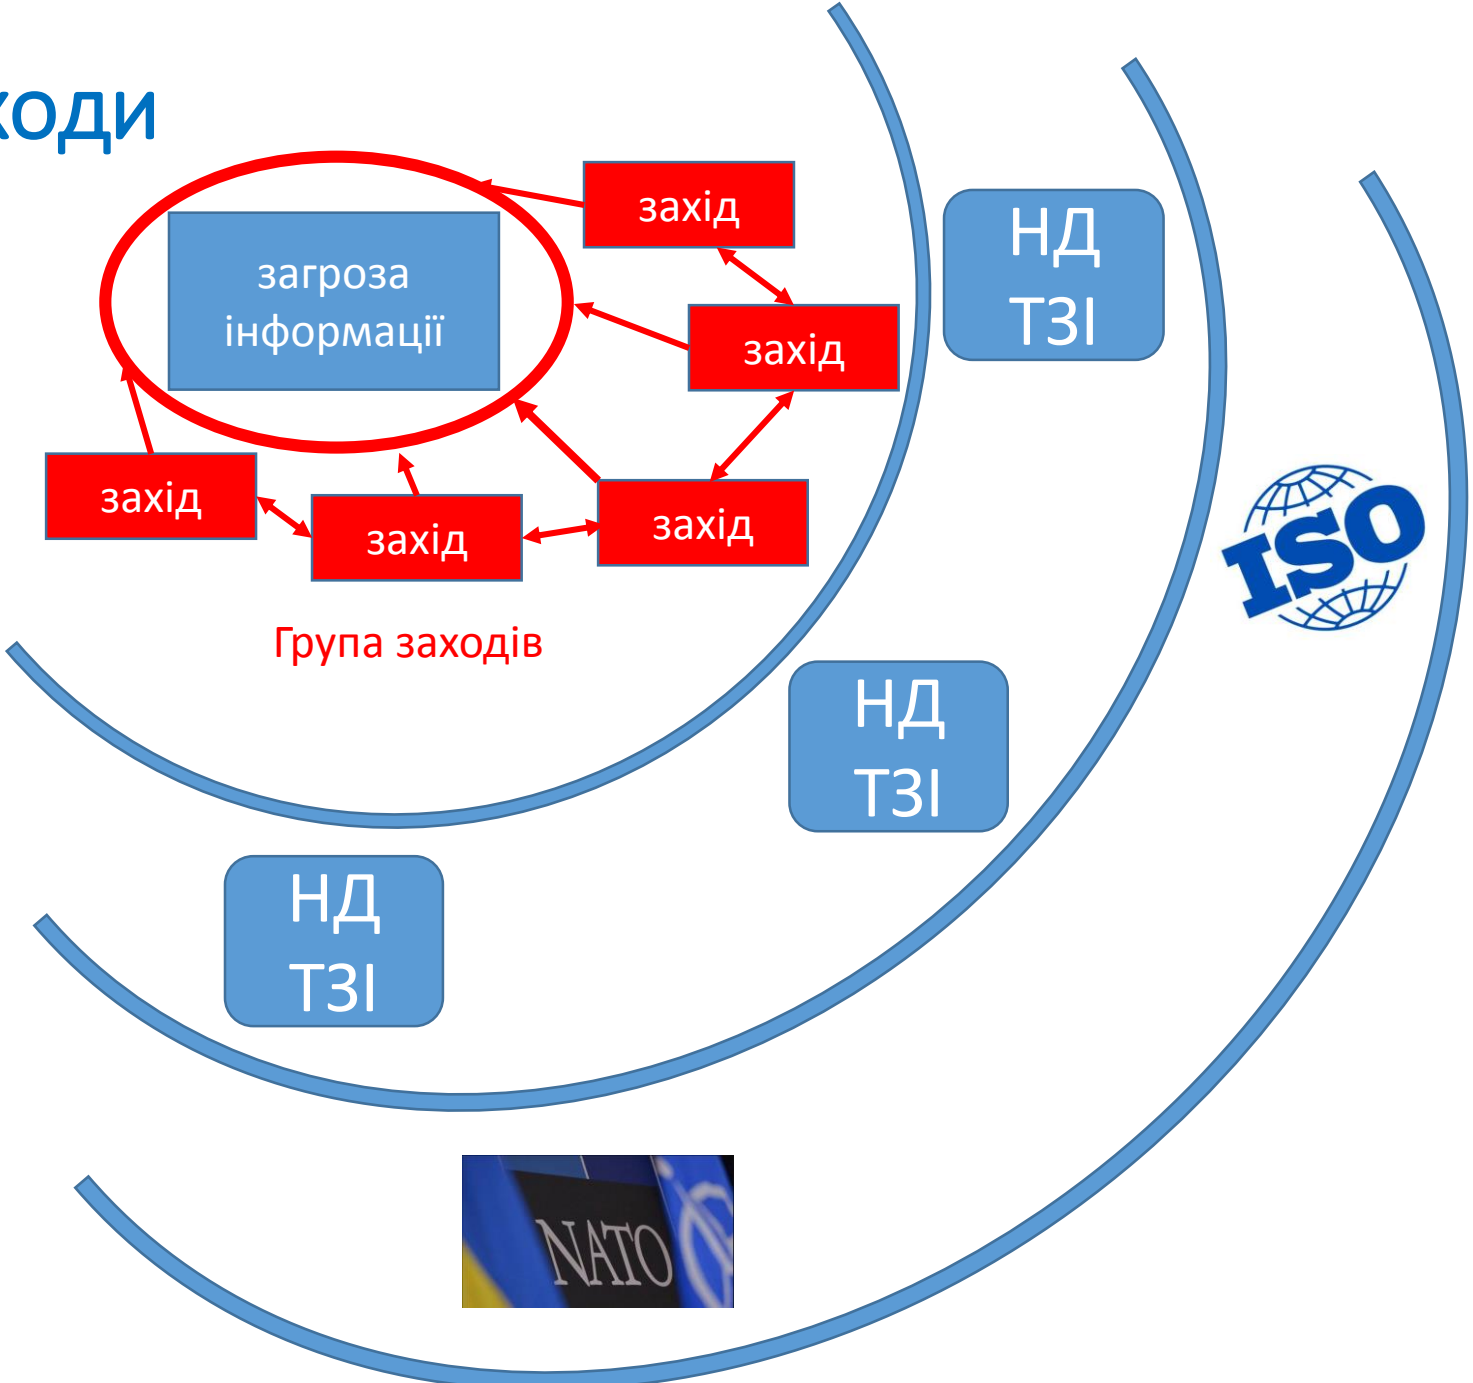 ХОДИ
захід
загроза
інформації
захід
захід
захід
захід
Група заходів
НД
ТЗІ
НД
ТЗІ
НД
ТЗІ
ISO
NATO